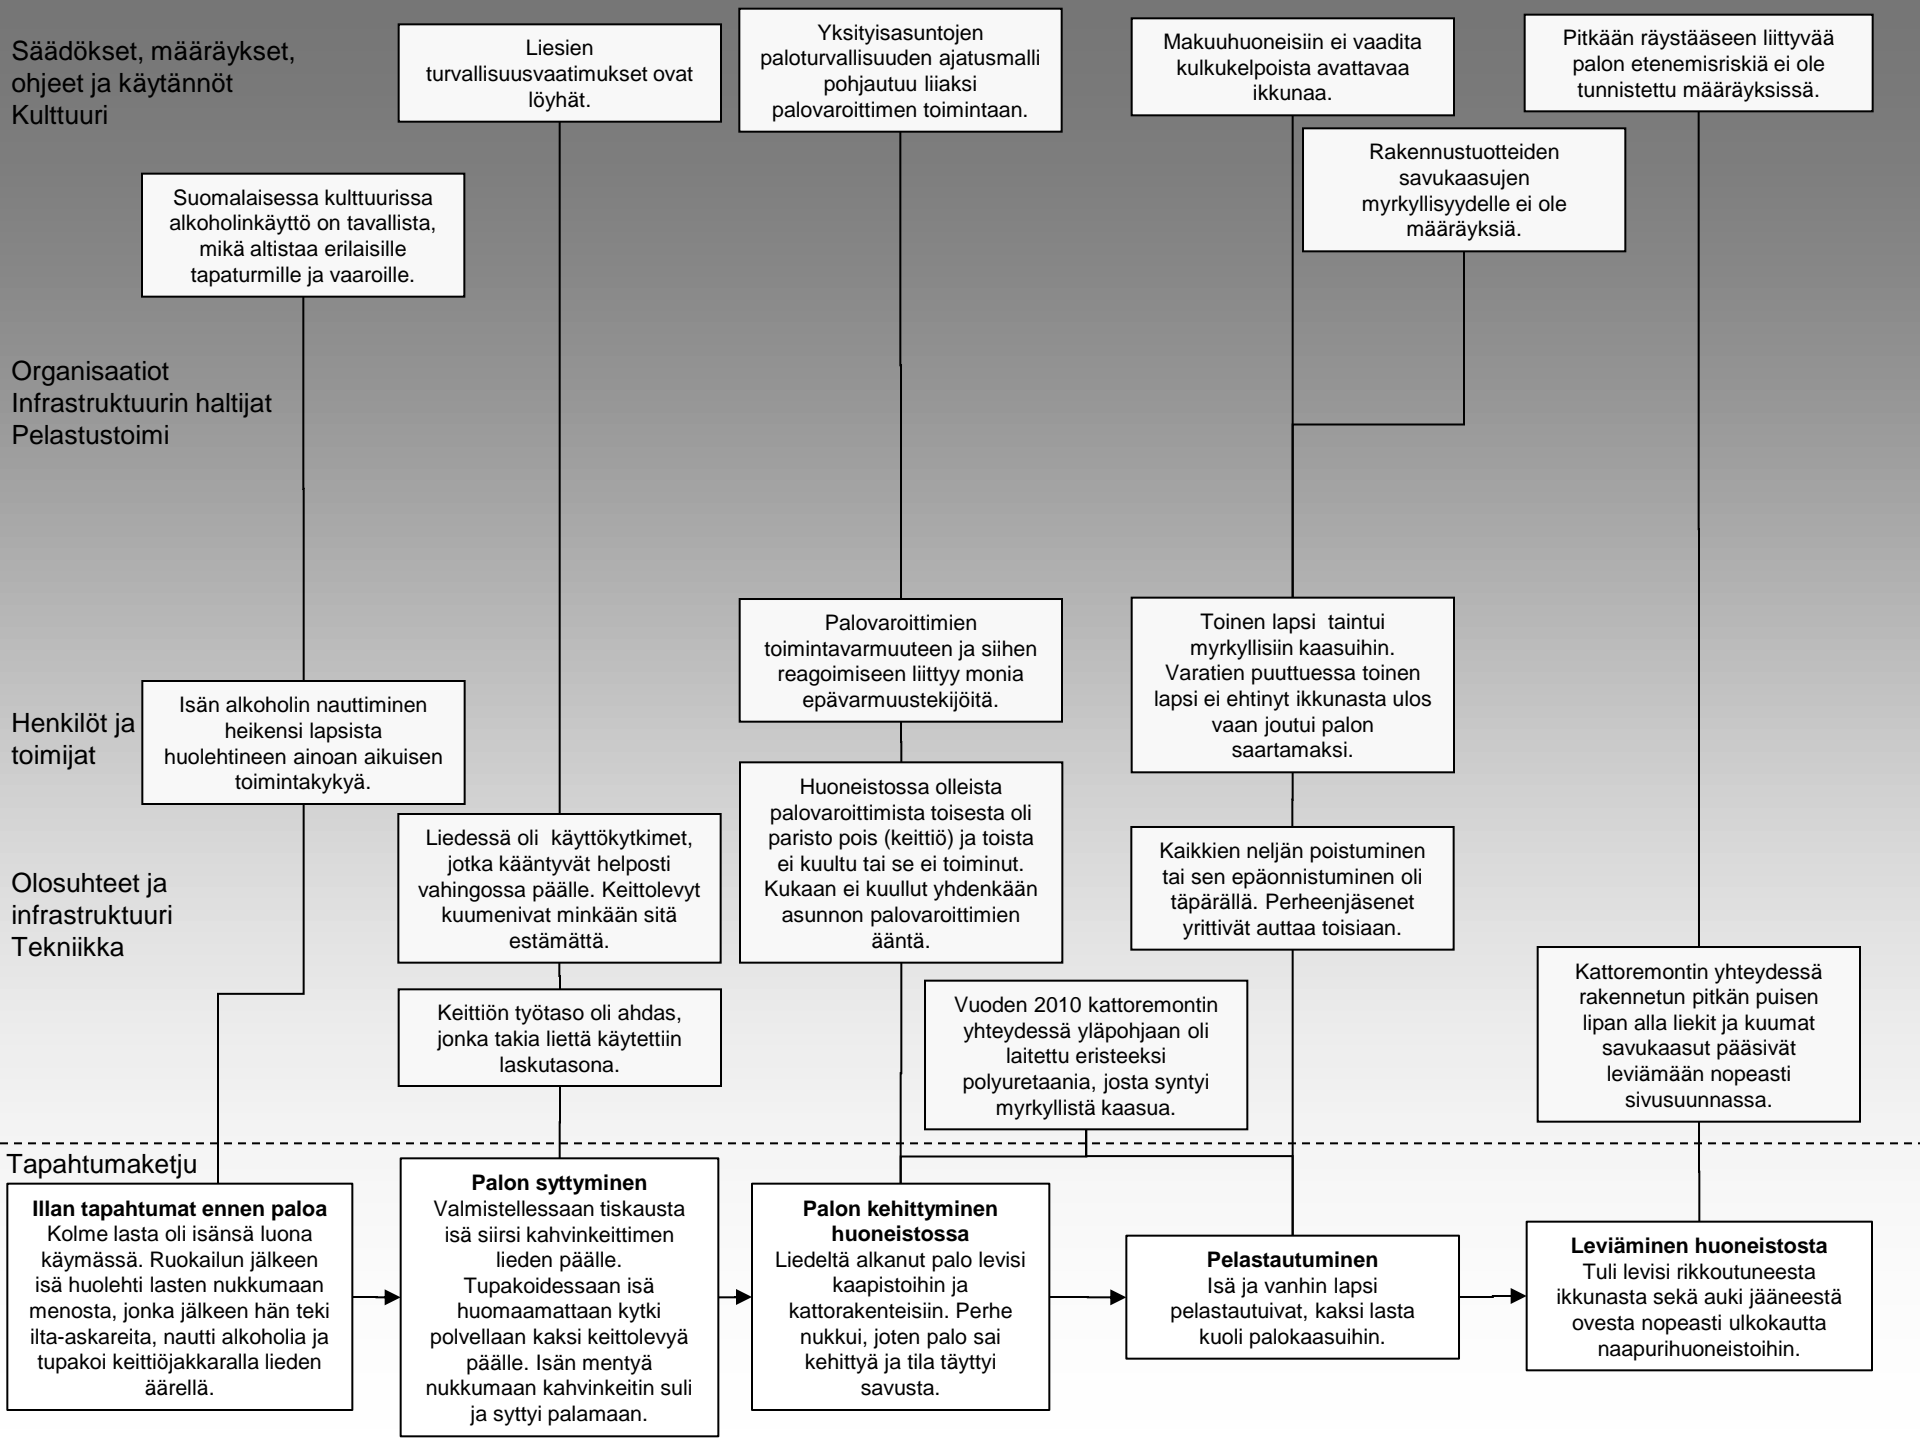 Säädökset, määräykset,
ohjeet ja käytännöt
Kulttuuri
Liesien
turvallisuusvaatimukset ovat
löyhät.
Yksityisasuntojen
paloturvallisuuden ajatusmalli
pohjautuu liiaksi
palovaroittimen toimintaan.
Makuuhuoneisiin ei vaadita
kulkukelpoista avattavaa
ikkunaa.
Pitkään räystääseen liittyvää
palon etenemisriskiä ei ole
tunnistettu määräyksissä.
Rakennustuotteiden
savukaasujen
myrkyllisyydelle ei ole
määräyksiä.
Suomalaisessa kulttuurissa
alkoholinkäyttö on tavallista,
mikä altistaa erilaisille
tapaturmille ja vaaroille.
Organisaatiot
Infrastruktuurin haltijat
Pelastustoimi
Henkilöt ja
toimijat
Isän alkoholin nauttiminen
heikensi lapsista
huolehtineen ainoan aikuisen
toimintakykyä.
Palovaroittimien
toimintavarmuuteen ja siihen
reagoimiseen liittyy monia
epävarmuustekijöitä.
Toinen lapsi  taintui
myrkyllisiin kaasuihin.
Varatien puuttuessa toinen
lapsi ei ehtinyt ikkunasta ulos
vaan joutui palon
saartamaksi.
Olosuhteet ja
infrastruktuuri
Tekniikka
Liedessä oli  käyttökytkimet,
jotka kääntyvät helposti
vahingossa päälle. Keittolevyt
kuumenivat minkään sitä
estämättä.
Huoneistossa olleista
palovaroittimista toisesta oli
paristo pois (keittiö) ja toista
ei kuultu tai se ei toiminut.
Kukaan ei kuullut yhdenkään
asunnon palovaroittimien
ääntä.
Kaikkien neljän poistuminen
tai sen epäonnistuminen oli
täpärällä. Perheenjäsenet
yrittivät auttaa toisiaan.
Keittiön työtaso oli ahdas,
jonka takia liettä käytettiin
laskutasona.
Vuoden 2010 kattoremontin
yhteydessä yläpohjaan oli
laitettu eristeeksi
polyuretaania, josta syntyi
myrkyllistä kaasua.
Kattoremontin yhteydessä
rakennetun pitkän puisen
lipan alla liekit ja kuumat
savukaasut pääsivät
leviämään nopeasti
sivusuunnassa.
Tapahtumaketju
Illan tapahtumat ennen paloa
Kolme lasta oli isänsä luona
käymässä. Ruokailun jälkeen
isä huolehti lasten nukkumaan
menosta, jonka jälkeen hän teki
ilta-askareita, nautti alkoholia ja
tupakoi keittiöjakkaralla lieden
äärellä.
Palon syttyminen
Valmistellessaan tiskausta
isä siirsi kahvinkeittimen
lieden päälle.
Tupakoidessaan isä
huomaamattaan kytki
polvellaan kaksi keittolevyä
päälle. Isän mentyä
nukkumaan kahvinkeitin suli
ja syttyi palamaan.
Palon kehittyminen
huoneistossa
Liedeltä alkanut palo levisi
kaapistoihin ja
kattorakenteisiin. Perhe
nukkui, joten palo sai
kehittyä ja tila täyttyi
savusta.
Pelastautuminen
Isä ja vanhin lapsi
pelastautuivat, kaksi lasta
kuoli palokaasuihin.
Leviäminen huoneistosta
Tuli levisi rikkoutuneesta
ikkunasta sekä auki jääneestä
ovesta nopeasti ulkokautta
naapurihuoneistoihin.